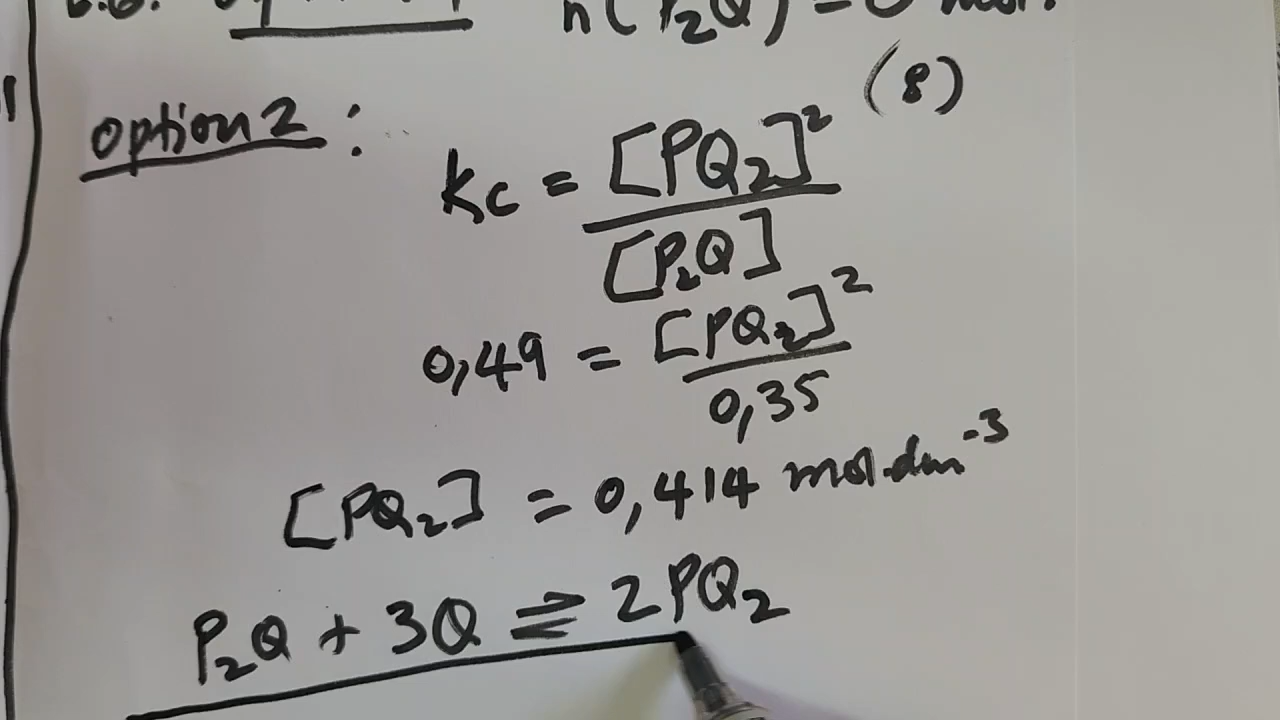 n(P₂Q) =
(8)
option 2 :
Kc = [PQ₂]² / [P₂Q]
0,49 = [PQ₂]² / 0,35
[PQ₂] = 0,414 mol.dm⁻³
P₂Q + 3Q ⇌ 2PQ₂